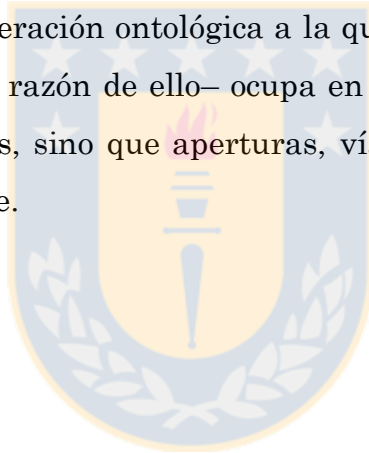 eración ontológica a la qu
razón de ello– ocupa en
s, sino que aperturas, ví
e.